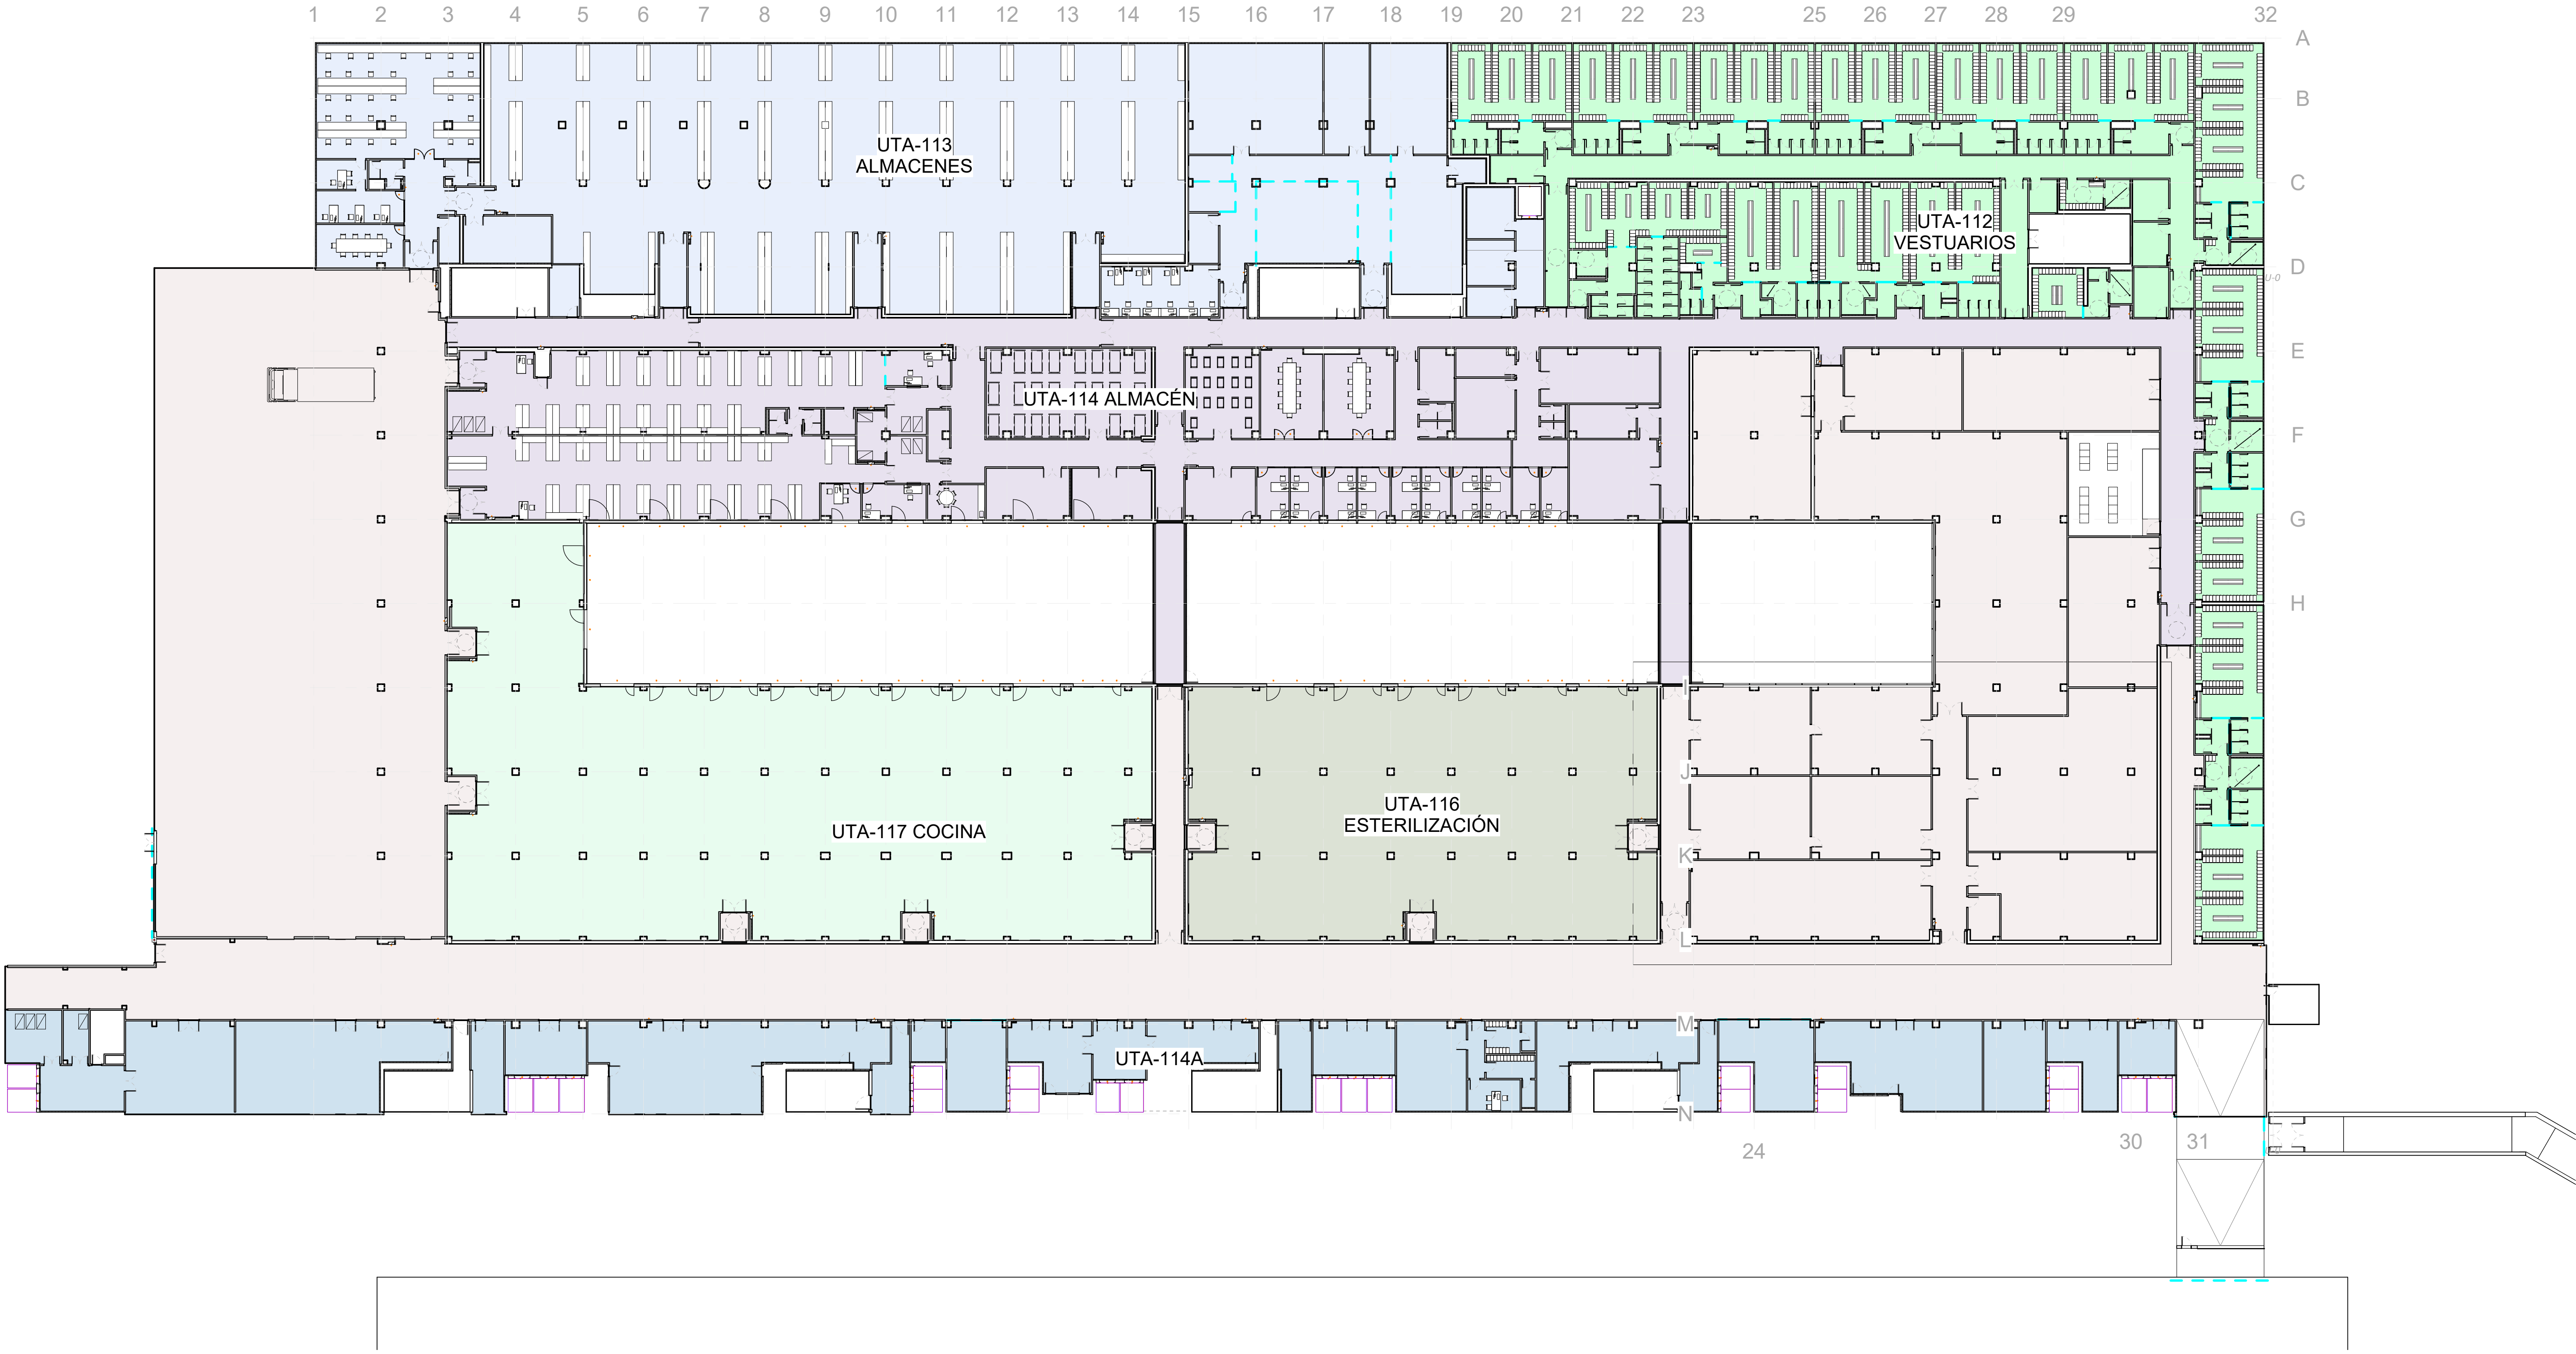 1 2 3 4 5 6 7 8 9 10 11 12 13 14 15 16 17 18 19 20 21 22 23 25 26 27 28 29 32
A
B
UTA-113
ALMACENES
C
UTA-112
VESTUARIOS
D
U-0
E
UTA-114 ALMACÉN
F
G
H
I
J
UTA-117 COCINA
UTA-116
ESTERILIZACIÓN
K
L
M
UTA-114A
N
24 30 31